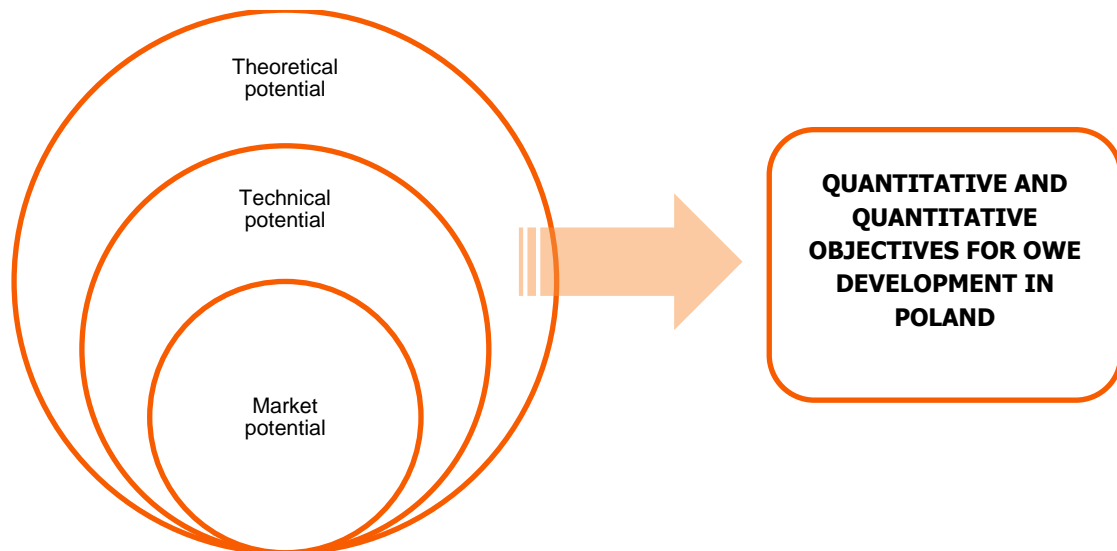 Theoretical
potential
Technical
potential
Market
potential
QUANTITATIVE AND
QUANTITATIVE
OBJECTIVES FOR OWE
DEVELOPMENT IN
POLAND